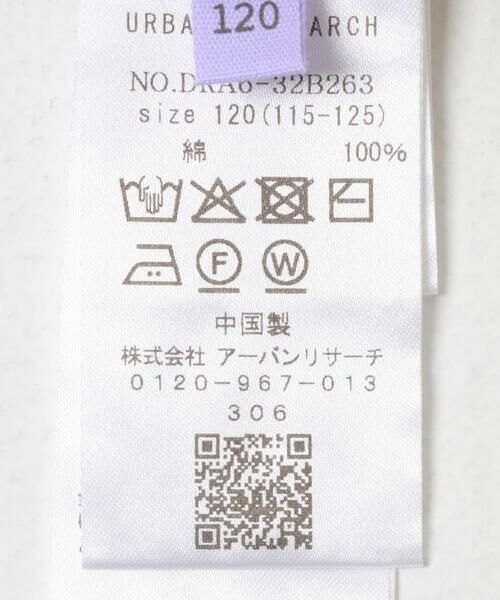 120
URBA ARCH
NO.DRA6-32B263
size 120(115-125)
綿 100%
F W
中国製
株式会社 アーバンリサーチ
0120-967-013
306